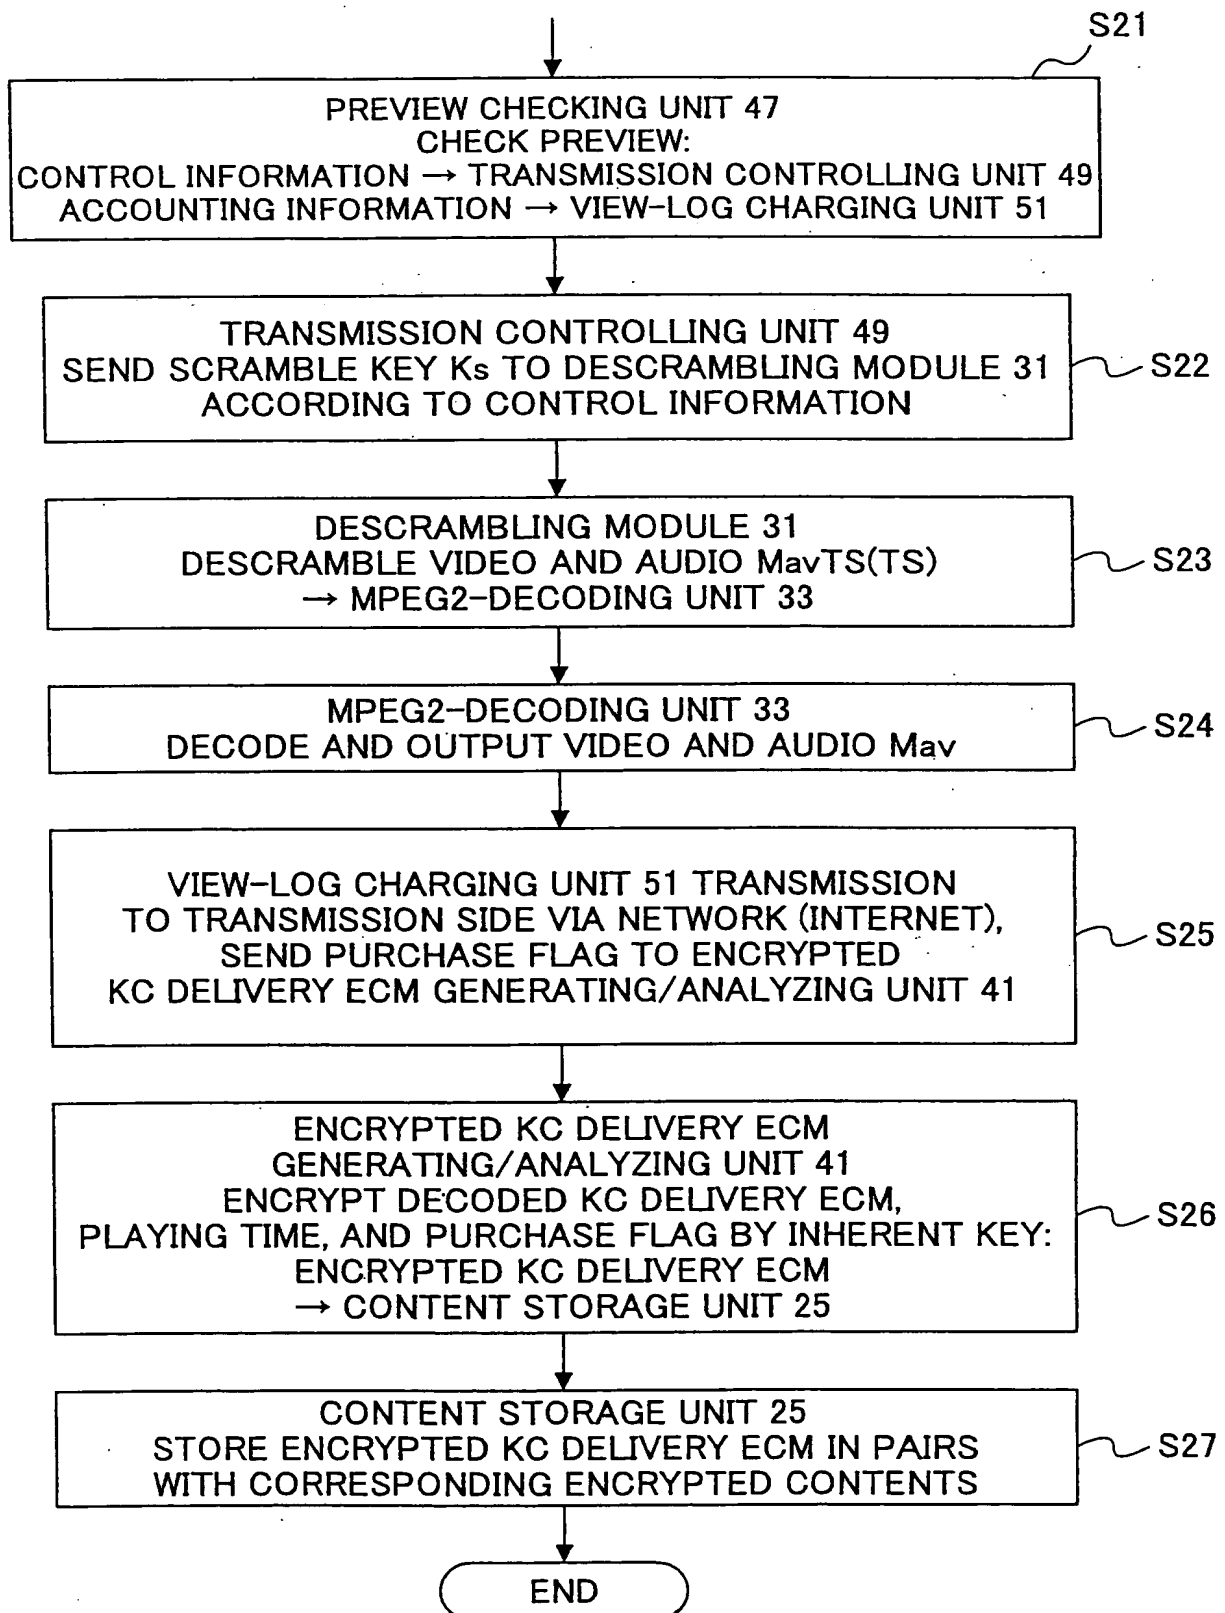 S21
PREVIEW CHECKING UNIT 47
CHECK PREVIEW:
CONTROL INFORMATION → TRANSMISSION CONTROLLING UNIT 49
ACCOUNTING INFORMATION → VIEW-LOG CHARGING UNIT 51
TRANSMISSION CONTROLLING UNIT 49
SEND SCRAMBLE KEY Ks TO DESCRAMBLING MODULE 31
ACCORDING TO CONTROL INFORMATION
S22
DESCRAMBLING MODULE 31
DESCRAMBLE VIDEO AND AUDIO MavTS(TS)
→ MPEG2-DECODING UNIT 33
S23
MPEG2-DECODING UNIT 33
DECODE AND OUTPUT VIDEO AND AUDIO Mav
S24
VIEW-LOG CHARGING UNIT 51 TRANSMISSION
TO TRANSMISSION SIDE VIA NETWORK (INTERNET),
SEND PURCHASE FLAG TO ENCRYPTED
KC DELIVERY ECM GENERATING/ANALYZING UNIT 41
S25
ENCRYPTED KC DELIVERY ECM
GENERATING/ANALYZING UNIT 41
ENCRYPT DECODED KC DELIVERY ECM,
PLAYING TIME, AND PURCHASE FLAG BY INHERENT KEY:
ENCRYPTED KC DELIVERY ECM
→ CONTENT STORAGE UNIT 25
S26
CONTENT STORAGE UNIT 25
STORE ENCRYPTED KC DELIVERY ECM IN PAIRS
WITH CORRESPONDING ENCRYPTED CONTENTS
S27
END